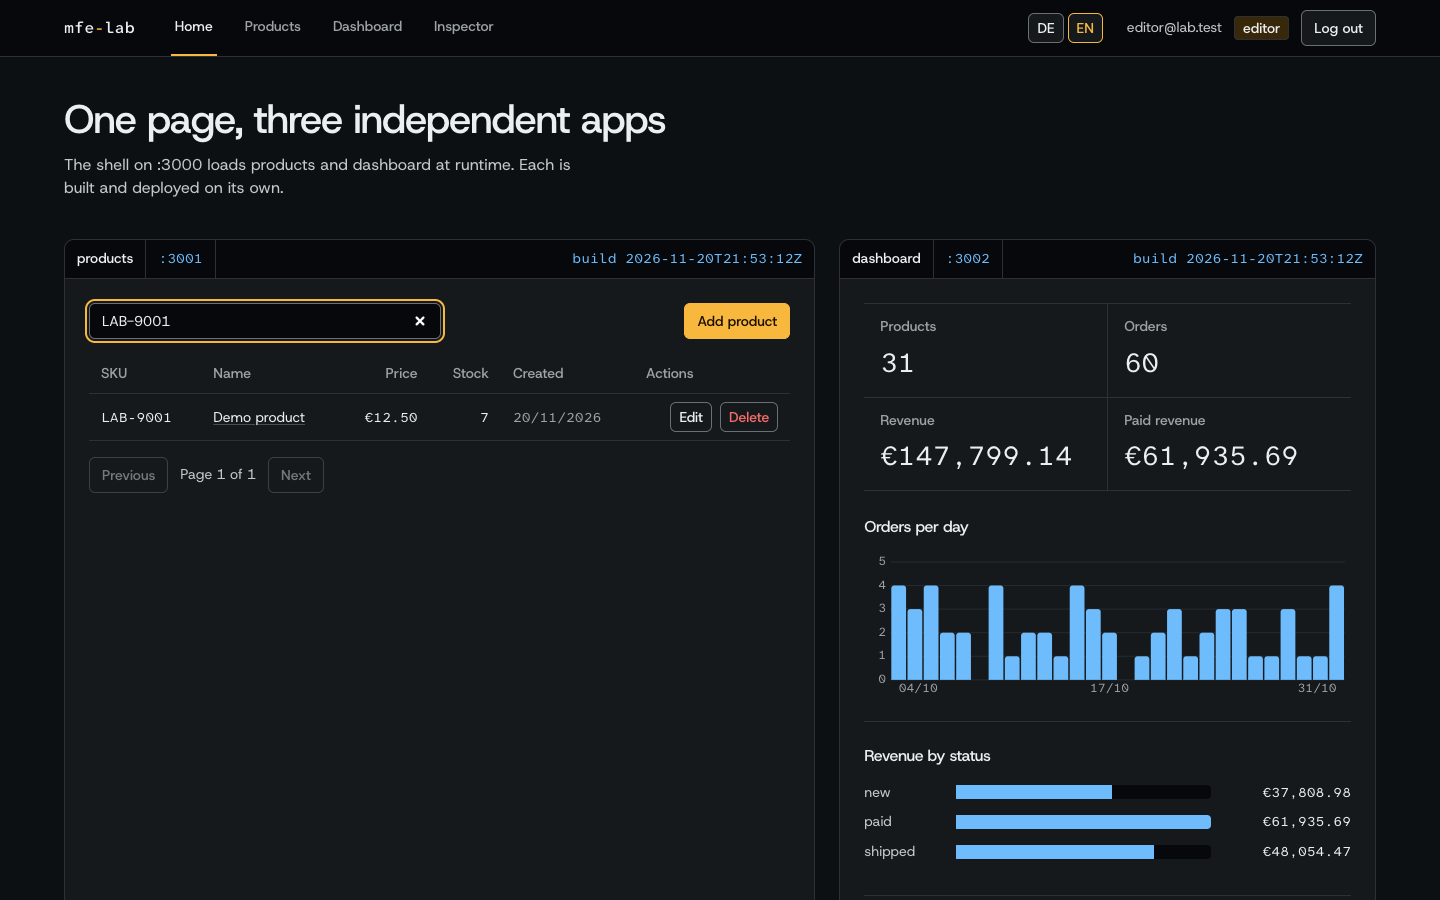 mfe-lab
Home
Products
Dashboard
Inspector
DE
EN
editor@lab.test
editor
Log out
One page, three independent apps
The shell on :3000 loads products and dashboard at runtime. Each is
built and deployed on its own.
products
:3001
build 2026-11-20T21:53:12Z
LAB-9001
Add product
SKU Name Price Stock Created Actions
LAB-9001 Demo product €12.50 7 20/11/2026 Edit Delete
Previous Page 1 of 1 Next
dashboard
:3002
build 2026-11-20T21:53:12Z
Products
31
Orders
60
Revenue
€147,799.14
Paid revenue
€61,935.69
Orders per day
5
4
3
2
1
0
04/10 17/10 31/10
Revenue by status
new €37,808.98
paid €61,935.69
shipped €48,054.47